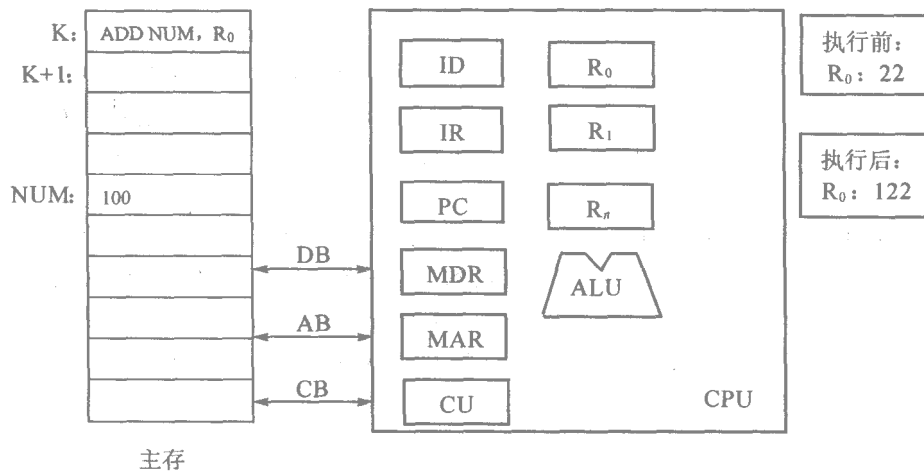 K: ADD NUM，R₀
K+1:
NUM: 100
主存
DB
AB
CB
ID
IR
PC
MDR
MAR
CU
R₀
R₁
Rₙ
ALU
CPU
执行前：
R₀：22
执行后：
R₀：122